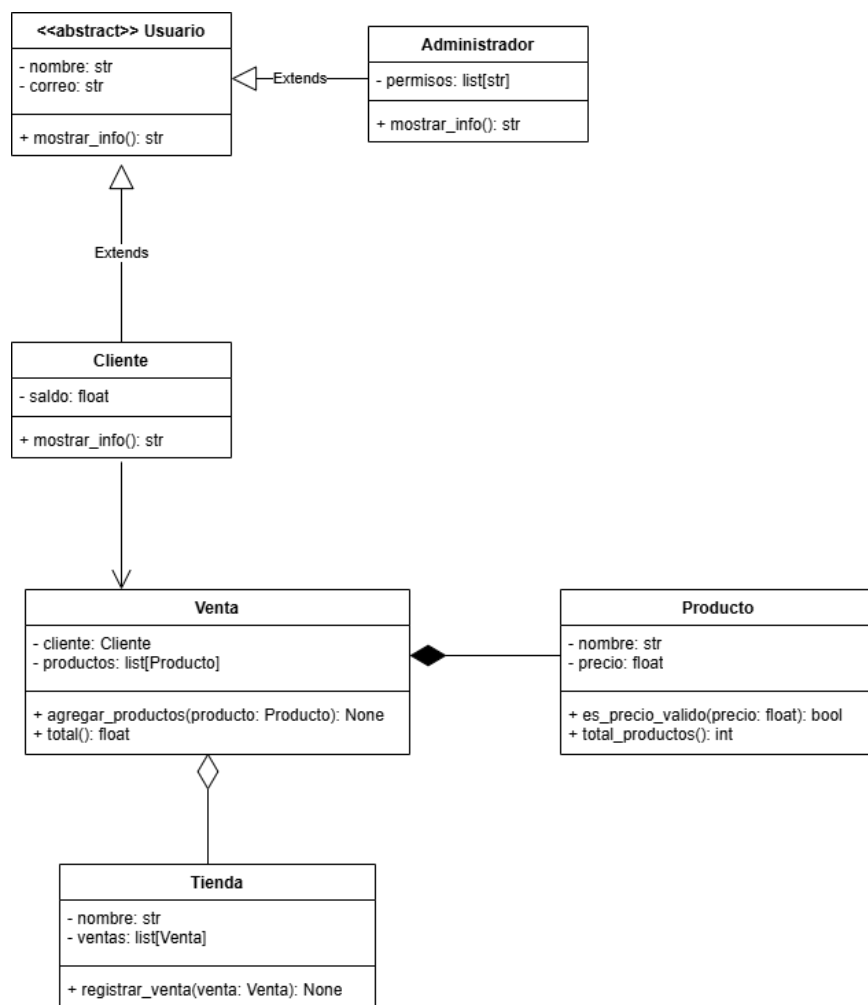 <<abstract>> Usuario
- nombre: str
- correo: str
+ mostrar_info(): str
Extends
Administrador
- permisos: list[str]
+ mostrar_info(): str
Extends
Cliente
- saldo: float
+ mostrar_info(): str
Venta
- cliente: Cliente
- productos: list[Producto]
+ agregar_productos(producto: Producto): None
+ total(): float
Producto
- nombre: str
- precio: float
+ es_precio_valido(precio: float): bool
+ total_productos(): int
Tienda
- nombre: str
- ventas: list[Venta]
+ registrar_venta(venta: Venta): None